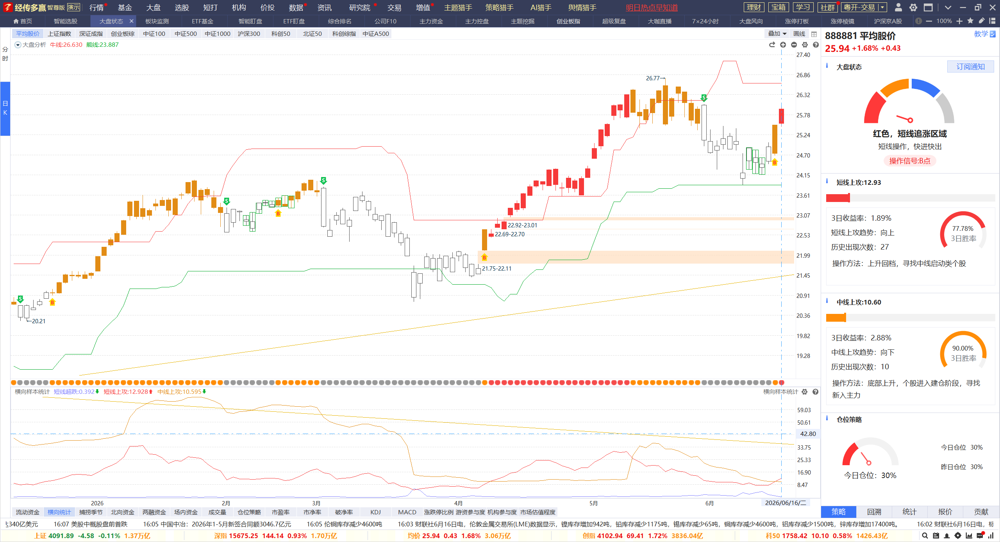 经传多赢 智尊版 演示 行情 基金 大盘 选股 短打 机构 价投 数据 资讯 研究院 交易 增值 主题猎手 策略猎手 AI猎手 舆情猎手 明日热点早知道 理财 宝箱 学习 社群 粤开-交易
首页 智能选股 大盘状态 板块监测 ETF基金 智能盯盘 ETF盯盘 综合排名 公司F10 主力资金 主力控盘 主题挖掘 创业板指 超级复盘 大咖直播 7×24小时 大盘风向 涨停打板 涨停棱镜 沪深京A股 100%
平均股价 上证指数 深证成指 创业板综 中证100 中证500 中证1000 沪深300 科创50 北证50 科创综指 中证A500 叠加 画线
大盘分析 牛线:26.630 熊线:23.887
分时
日K
27.40
26.86
26.32
25.78
25.24
24.70
24.15
23.61
23.07
22.53
21.99
21.45
20.91
20.36
19.82
19.28
26.77→
S
S
S
B
B
22.92-23.01
22.69-22.70
B
21.75-22.11
S
B
←20.21
横向样本统计 短线超跌:0.392 短线上攻:12.928 中线上攻:10.595 横向样本统计
59.03
50.61
42.80
33.75
25.33
16.90
8.47
2026 2月 3月 4月 5月 6月 2026/06/16/二
流动资金 横向统计 捕捞季节 北向资金 两融资金 场内资金 成交量 仓位策略 市盈率 市净率 破净率 KDJ MACD 涨跌停比例 游资参与度 机构参与度 市场估值程度
888881 平均股价 教学
25.94 +1.68% +0.43
大盘状态 订阅通知
红色，短线追涨区域
短线操作，快进快出
操作信号:B点
短线上攻:12.93
3日收益率：1.89%
短线上攻趋势：向上
历史出现次数：27
77.78%
3日胜率
操作方法：上升回档，寻找中线启动类个股
中线上攻:10.60
3日收益率：2.88%
中线上攻趋势：向下
历史出现次数：10
90.00%
3日胜率
操作方法：底部上升，个股进入建仓阶段，寻找
新入主力
仓位策略
今日仓位 30%
昨日仓位 30%
今日仓位：30%
策略 回溯 统计 报价 贡献
340亿美元 16:07 美股中概股盘前普跌 16:05 中国中冶：2026年1-5月新签合同额3046.7亿元 16:05 伦铜库存减少4600吨 16:03 财联社6月16日电，伦敦金属交易所(LME)数据显示，镍库存增加942吨，铅库存减少1175吨，锡库存减少65吨，铜库存减少4600吨，铝库存减少1500吨，锌库存增加17400吨。 16:02 财联社6月16日电，
上证 4091.89 -4.58 -0.11% 1.37万亿 深指 15675.25 144.14 0.93% 1.70万亿 均价 25.94 0.43 1.68% 3.06万亿 创指 4102.94 69.41 1.72% 3836.04亿 科50 1758.42 10.10 0.58% 1426.43亿